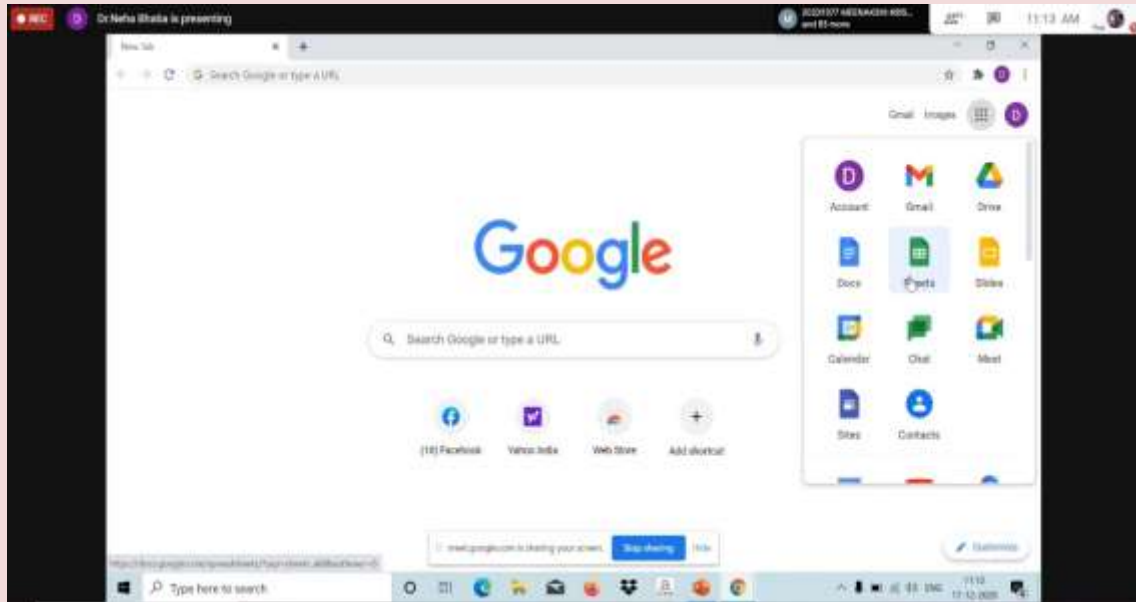 REC
D
Dr.Neha Bhatia is presenting
and 83 more
11:13 AM
New Tab
Search Google or type a URL
D
Gmail Images
D
Google
Search Google or type a URL
D
Account
Gmail
Drive
Docs
Sheets
Slides
Calendar
Chat
Meet
Sites
Contacts
(10) Facebook
Yahoo India
Web Store
Add shortcut
meet.google.com is sharing your screen.
Stop sharing
Hide
Customize
Type here to search
ENG